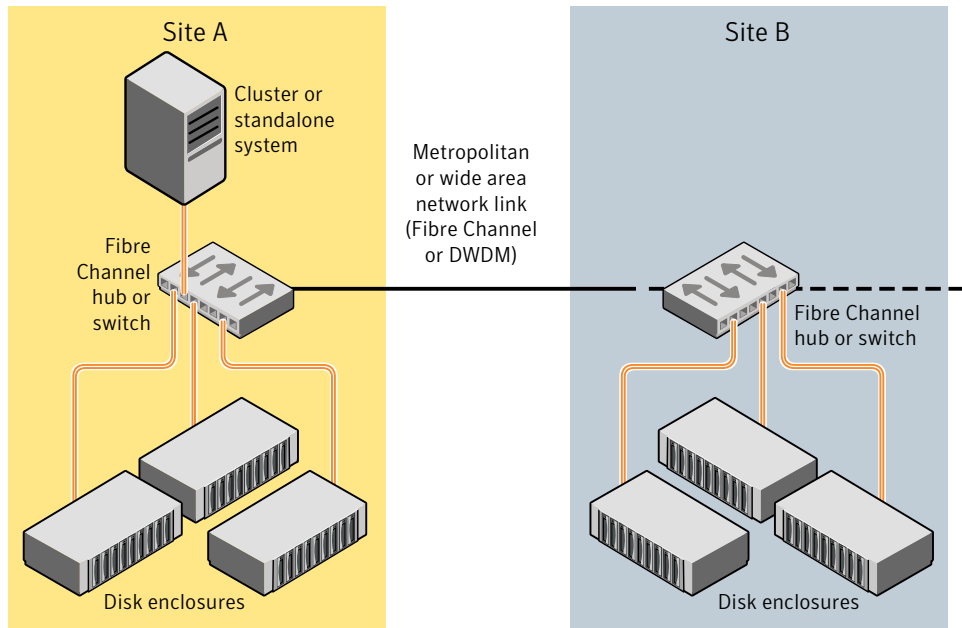 Site A
Site B
Cluster or
standalone
system
Metropolitan
or wide area
network link
(Fibre Channel
or DWDM)
Fibre
Channel
hub or
switch
Fibre Channel
hub or switch
Disk enclosures
Disk enclosures